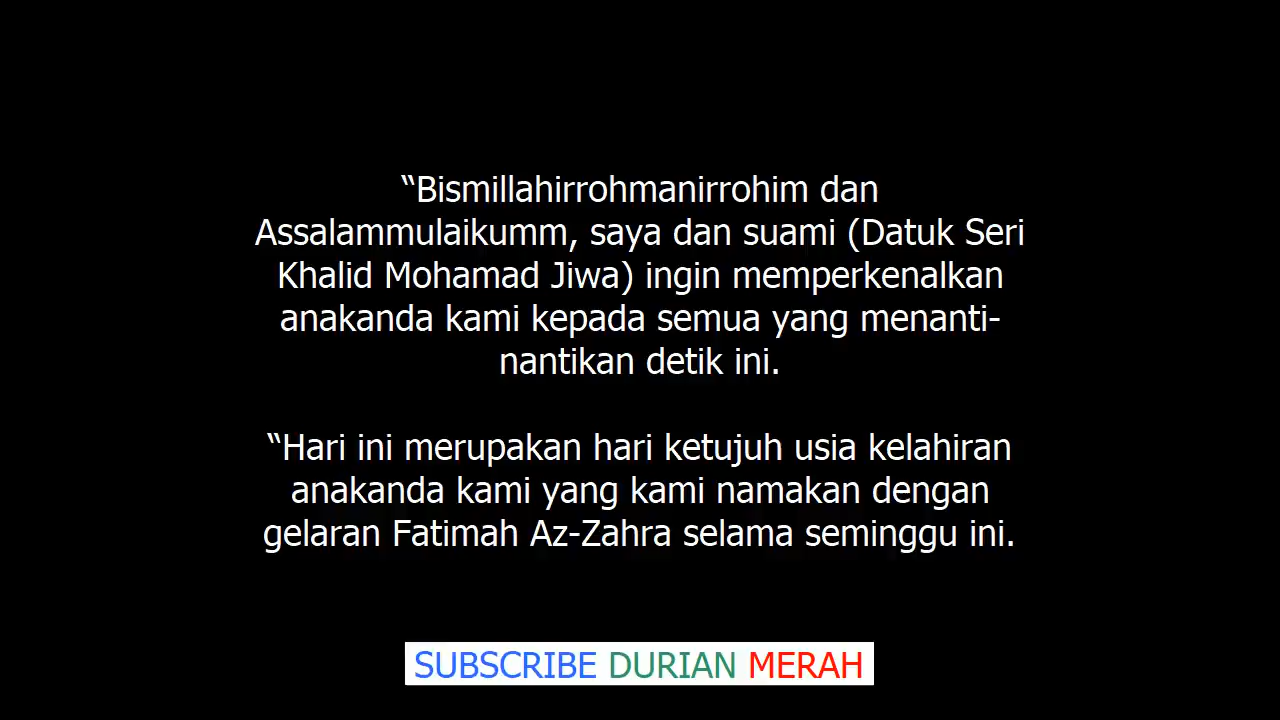 “Bismillahirrohmanirrohim dan
Assalammulaikumm, saya dan suami (Datuk Seri
Khalid Mohamad Jiwa) ingin memperkenalkan
anakanda kami kepada semua yang menanti-
nantikan detik ini.
“Hari ini merupakan hari ketujuh usia kelahiran
anakanda kami yang kami namakan dengan
gelaran Fatimah Az-Zahra selama seminggu ini.
SUBSCRIBE DURIAN MERAH